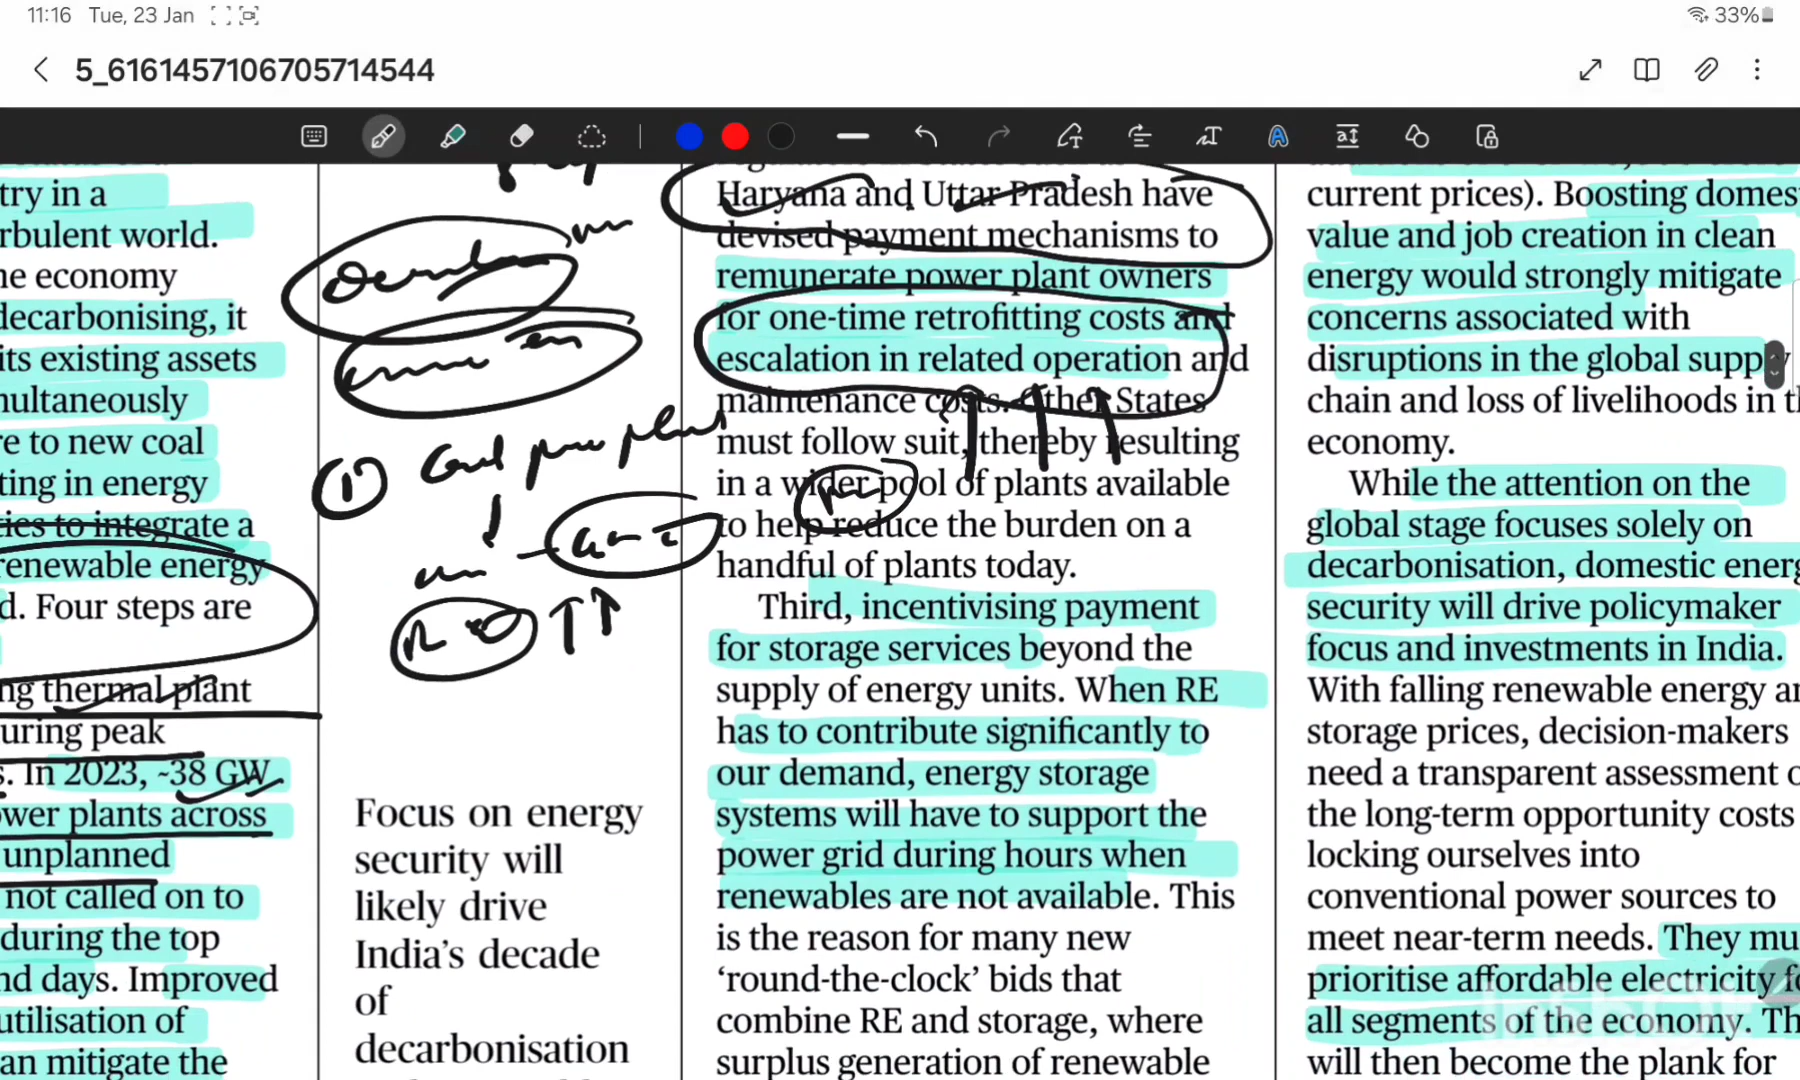 11:16 Tue, 23 Jan
33%
5_6161457106705714544
try in a
rbulent world.
ne economy
decarbonising, it
its existing assets
nultaneously
re to new coal
ting in energy
ies to integrate a
renewable energy
d. Four steps are
ng thermal plant
uring peak
s. In 2023, ~38 GW
wer plants across
unplanned
not called on to
during the top
nd days. Improved
utilisation of
an mitigate the
①
Focus on energy
security will
likely drive
India’s decade
of
decarbonisation
Haryana and Uttar Pradesh have
devised payment mechanisms to
remunerate power plant owners
for one-time retrofitting costs and
escalation in related operation and
maintenance costs. Other States
must follow suit, thereby resulting
in a wider pool of plants available
to help reduce the burden on a
handful of plants today.
Third, incentivising payment
for storage services beyond the
supply of energy units. When RE
has to contribute significantly to
our demand, energy storage
systems will have to support the
power grid during hours when
renewables are not available. This
is the reason for many new
‘round-the-clock’ bids that
combine RE and storage, where
surplus generation of renewable
current prices). Boosting domes
value and job creation in clean
energy would strongly mitigate
concerns associated with
disruptions in the global supply
chain and loss of livelihoods in th
economy.
While the attention on the
global stage focuses solely on
decarbonisation, domestic energ
security will drive policymaker
focus and investments in India.
With falling renewable energy an
storage prices, decision-makers
need a transparent assessment o
the long-term opportunity costs
locking ourselves into
conventional power sources to
meet near-term needs. They mu
prioritise affordable electricity fo
all segments of the economy. Th
will then become the plank for